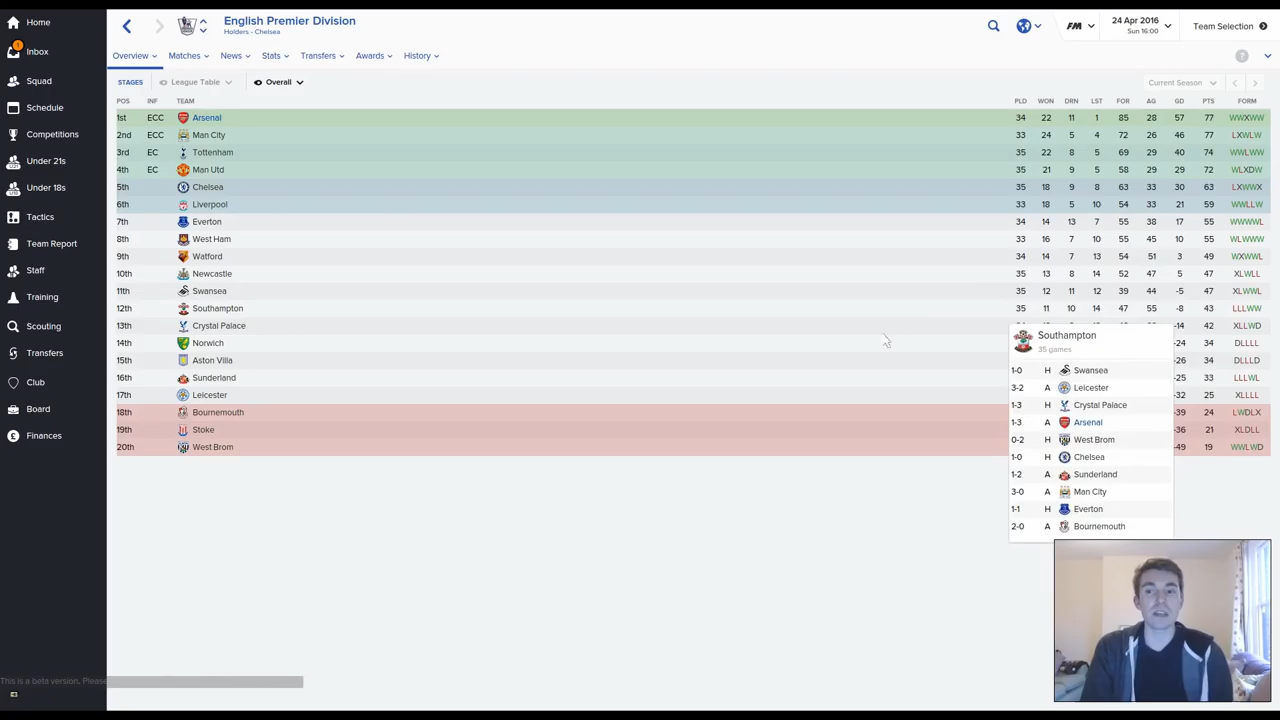 Home
English Premier Division
Holders - Chelsea
FM
24 Apr 2016
Sun 16:00
Team Selection
1
Inbox
Squad
Schedule
Competitions
Under 21s
Under 18s
Tactics
Team Report
Staff
Training
Scouting
Transfers
Club
Board
Finances
Overview Matches News Stats Transfers Awards History
?
STAGES League Table Overall Current Season
POS INF TEAM PLD WON DRN LST FOR AG GD PTS FORM
1st ECC Arsenal 34 22 11 1 85 28 57 77 WWXWW
2nd ECC Man City 33 24 5 4 72 26 46 77 LXWLW
3rd EC Tottenham 35 22 8 5 69 29 40 74 WWLWW
4th EC Man Utd 35 21 9 5 58 29 29 72 WLXDW
5th Chelsea 35 18 9 8 63 33 30 63 LXWWX
6th Liverpool 33 18 5 10 54 33 21 59 WWLLW
7th Everton 34 14 13 7 55 38 17 55 WWWWL
8th West Ham 33 16 7 10 55 45 10 55 WLWWW
9th Watford 34 14 7 13 54 51 3 49 WXWWL
10th Newcastle 35 13 8 14 52 47 5 47 XLWLL
11th Swansea 35 12 11 12 39 44 -5 47 XLWWL
12th Southampton 35 11 10 14 47 55 -8 43 LLLWW
13th Crystal Palace -14 42 XLLWD
14th Norwich -24 34 DLLLL
15th Aston Villa -26 34 DLLLD
16th Sunderland -25 33 LLLWL
17th Leicester -32 25 XLLLL
18th Bournemouth -39 24 LWDLX
19th Stoke -36 21 XLDLL
20th West Brom -49 19 WWLWD
Southampton
35 games
1-0 H Swansea
3-2 A Leicester
1-3 H Crystal Palace
1-3 A Arsenal
0-2 H West Brom
1-0 H Chelsea
1-2 A Sunderland
3-0 A Man City
1-1 H Everton
2-0 A Bournemouth
This is a beta version. Please